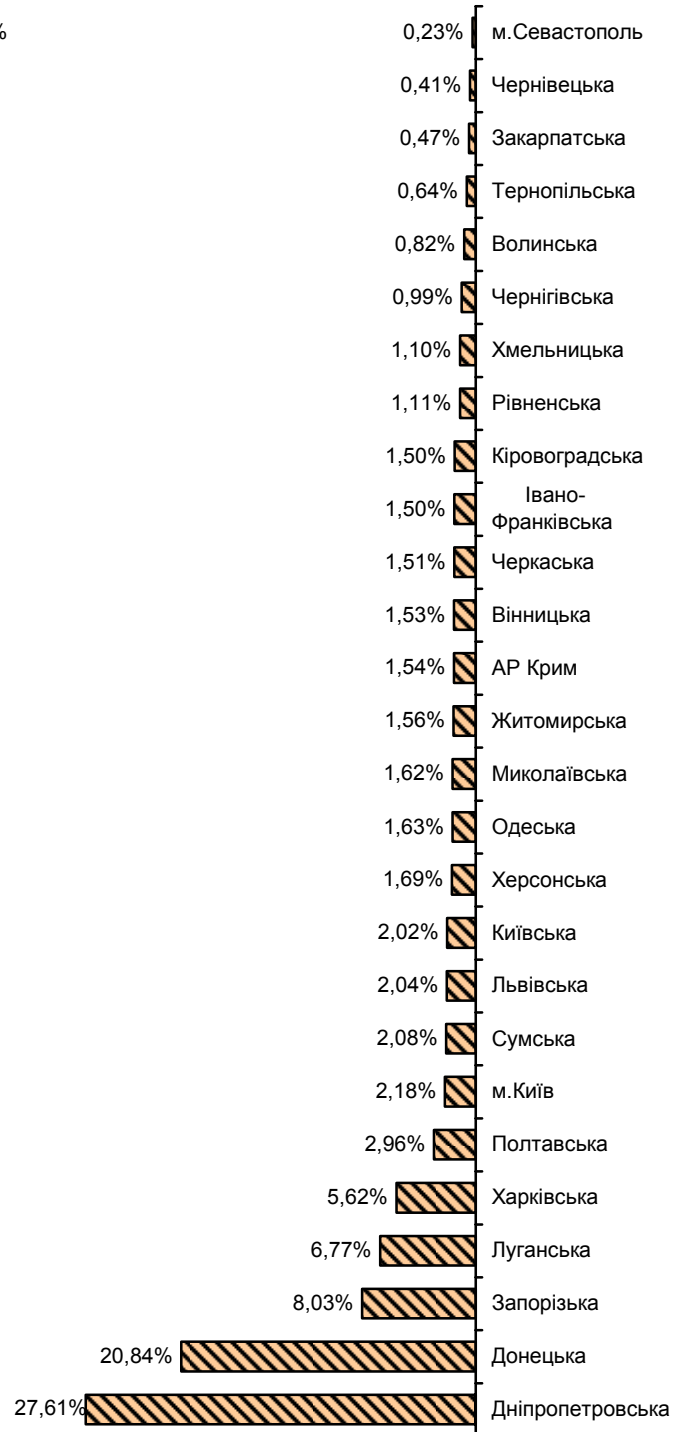 %
0,23% м.Севастополь
0,41% Чернівецька
0,47% Закарпатська
0,64% Тернопільська
0,82% Волинська
0,99% Чернігівська
1,10% Хмельницька
1,11% Рівненська
1,50% Кіровоградська
1,50% Івано-
Франківська
1,51% Черкаська
1,53% Вінницька
1,54% АР Крим
1,56% Житомирська
1,62% Миколаївська
1,63% Одеська
1,69% Херсонська
2,02% Київська
2,04% Львівська
2,08% Сумська
2,18% м.Київ
2,96% Полтавська
5,62% Харківська
6,77% Луганська
8,03% Запорізька
20,84% Донецька
27,61% Дніпропетровська